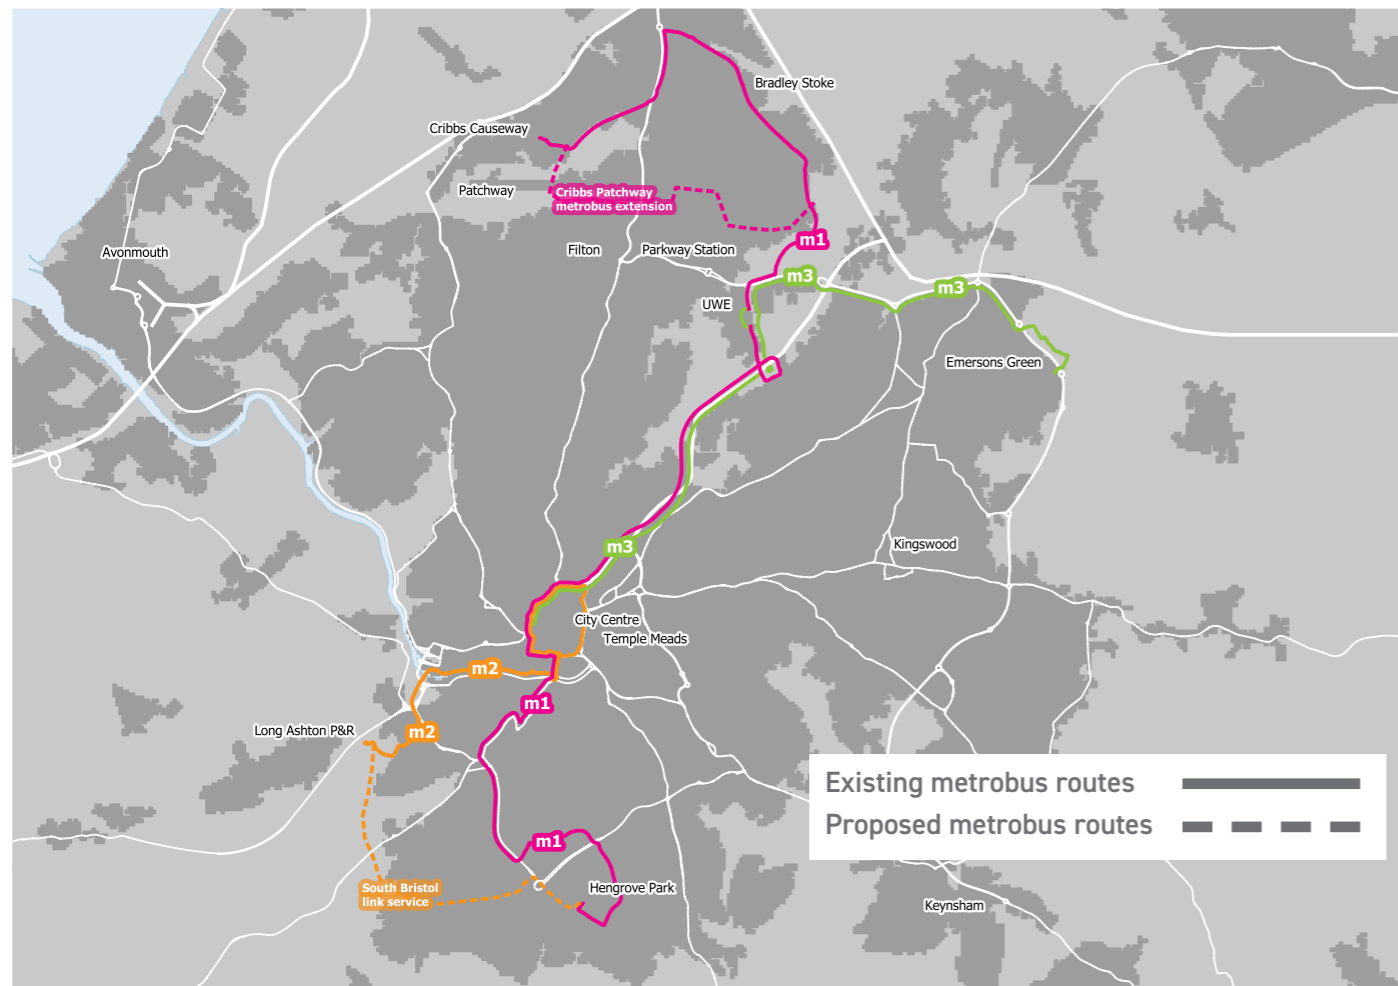 Bradley Stoke
Cribbs Causeway
Patchway
Cribbs Patchway
metrobus extension
m1
Avonmouth
Filton
Parkway Station
m3
m3
UWE
Emersons Green
m3
Kingswood
City Centre
Temple Meads
m2
m1
Long Ashton P&R
m2
Existing metrobus routes
Proposed metrobus routes
m1
South Bristol
link service
Hengrove Park
Keynsham